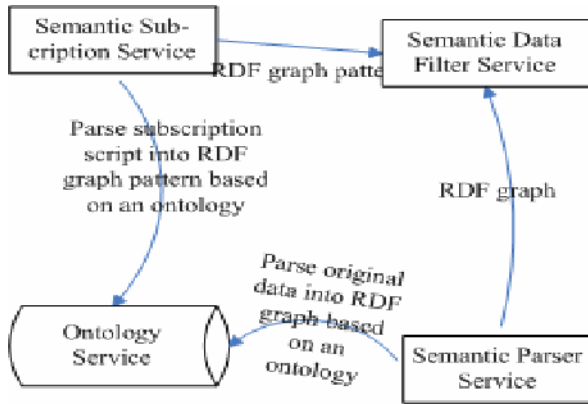 Semantic Sub-
cription Service
Semantic Data
Filter Service
RDF graph patte
Parse subscription
script into RDF
graph pattern based
on an ontology
RDF graph
Parse original
data into RDF
graph based
on an
ontology
Ontology
Service
Semantic Parser
Service